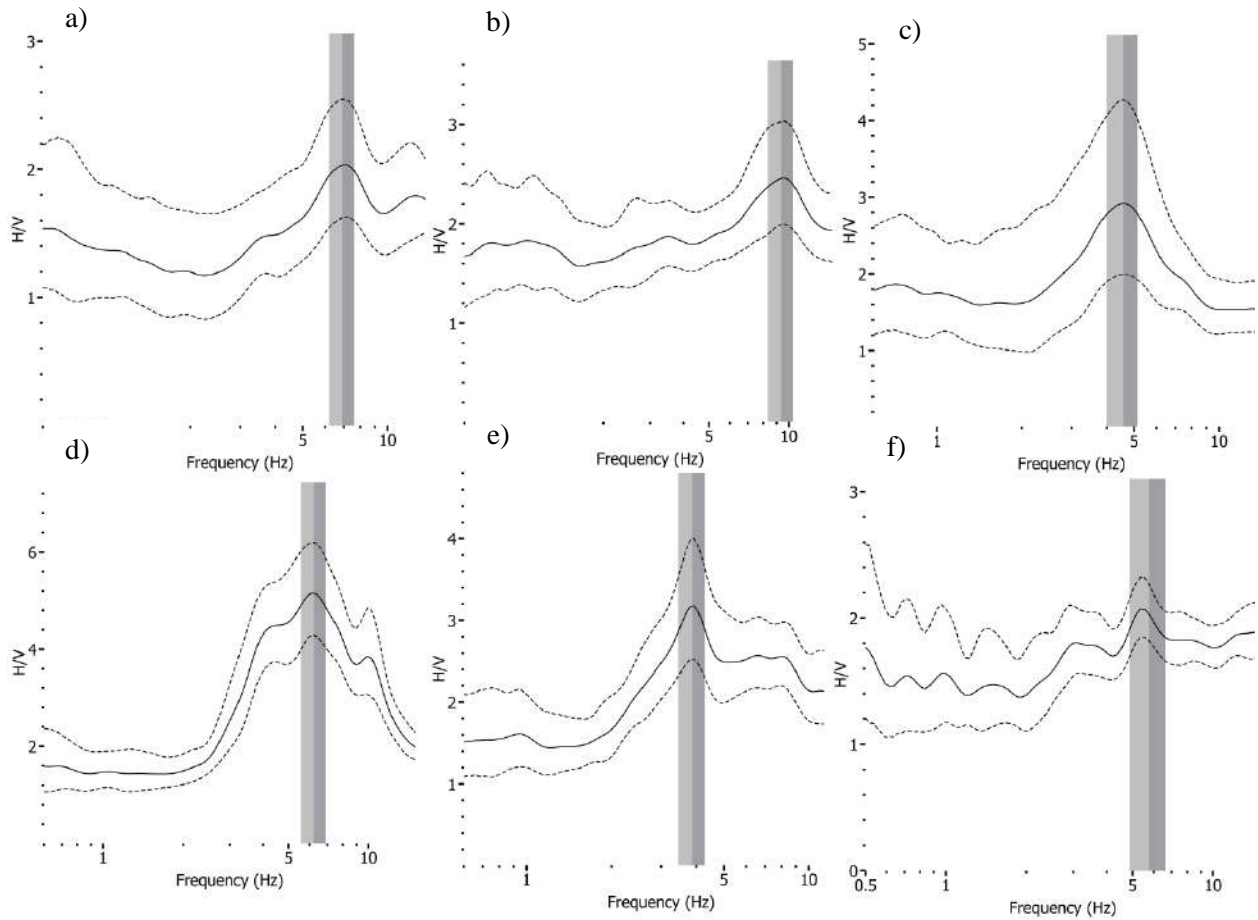 a)
3
2
1
H/V
5 10
Frequency (Hz)
b)
3
2
1
H/V
5 10
Frequency (Hz)
c)
5
4
3
2
1
H/V
1 5 10
Frequency (Hz)
d)
6
4
2
H/V
1 5 10
Frequency (Hz)
e)
4
3
2
1
H/V
1 5 10
Frequency (Hz)
f)
3
2
1
0
H/V
0.5 1 5 10
Frequency (Hz)